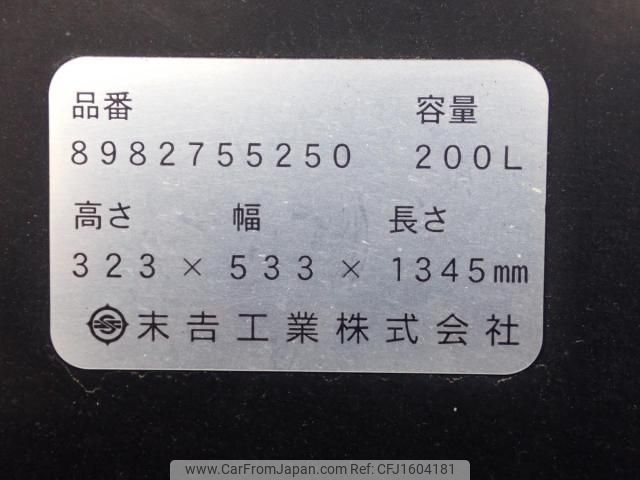 品番 容量
8982755250 200L
高さ 幅 長さ
323 × 533 × 1345mm
末吉工業株式会社
www.CarFromJapan.com CFJ1604181